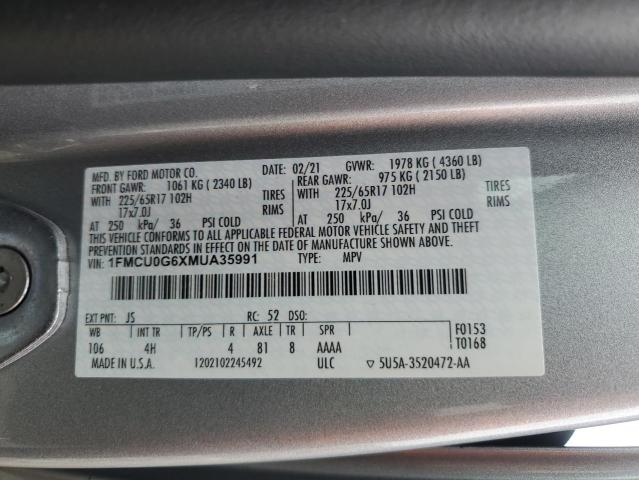 MFD. BY FORD MOTOR CO. DATE: 02/21 GVWR: 1978 KG ( 4360 LB)
FRONT GAWR: 1061 KG ( 2340 LB) REAR GAWR: 975 KG ( 2150 LB)
WITH 225/65R17 102H TIRES WITH 225/65R17 102H TIRES
17x7.0J RIMS 17x7.0J RIMS
AT 250 kPa/ 36 PSI COLD AT 250 kPa/ 36 PSI COLD
THIS VEHICLE CONFORMS TO ALL APPLICABLE FEDERAL MOTOR VEHICLE SAFETY AND THEFT
PREVENTION STANDARDS IN EFFECT ON THE DATE OF MANUFACTURE SHOWN ABOVE.
VIN: 1FMCU0G6XMUA35991 TYPE: MPV
EXT PNT: JS RC: 52 DSO:
WB INT TR TP/PS R AXLE TR SPR F0153
106 4H 4 81 8 AAAA T0168
MADE IN U.S.A. 1202102245492 ULC ▽ 5U5A-3520472-AA